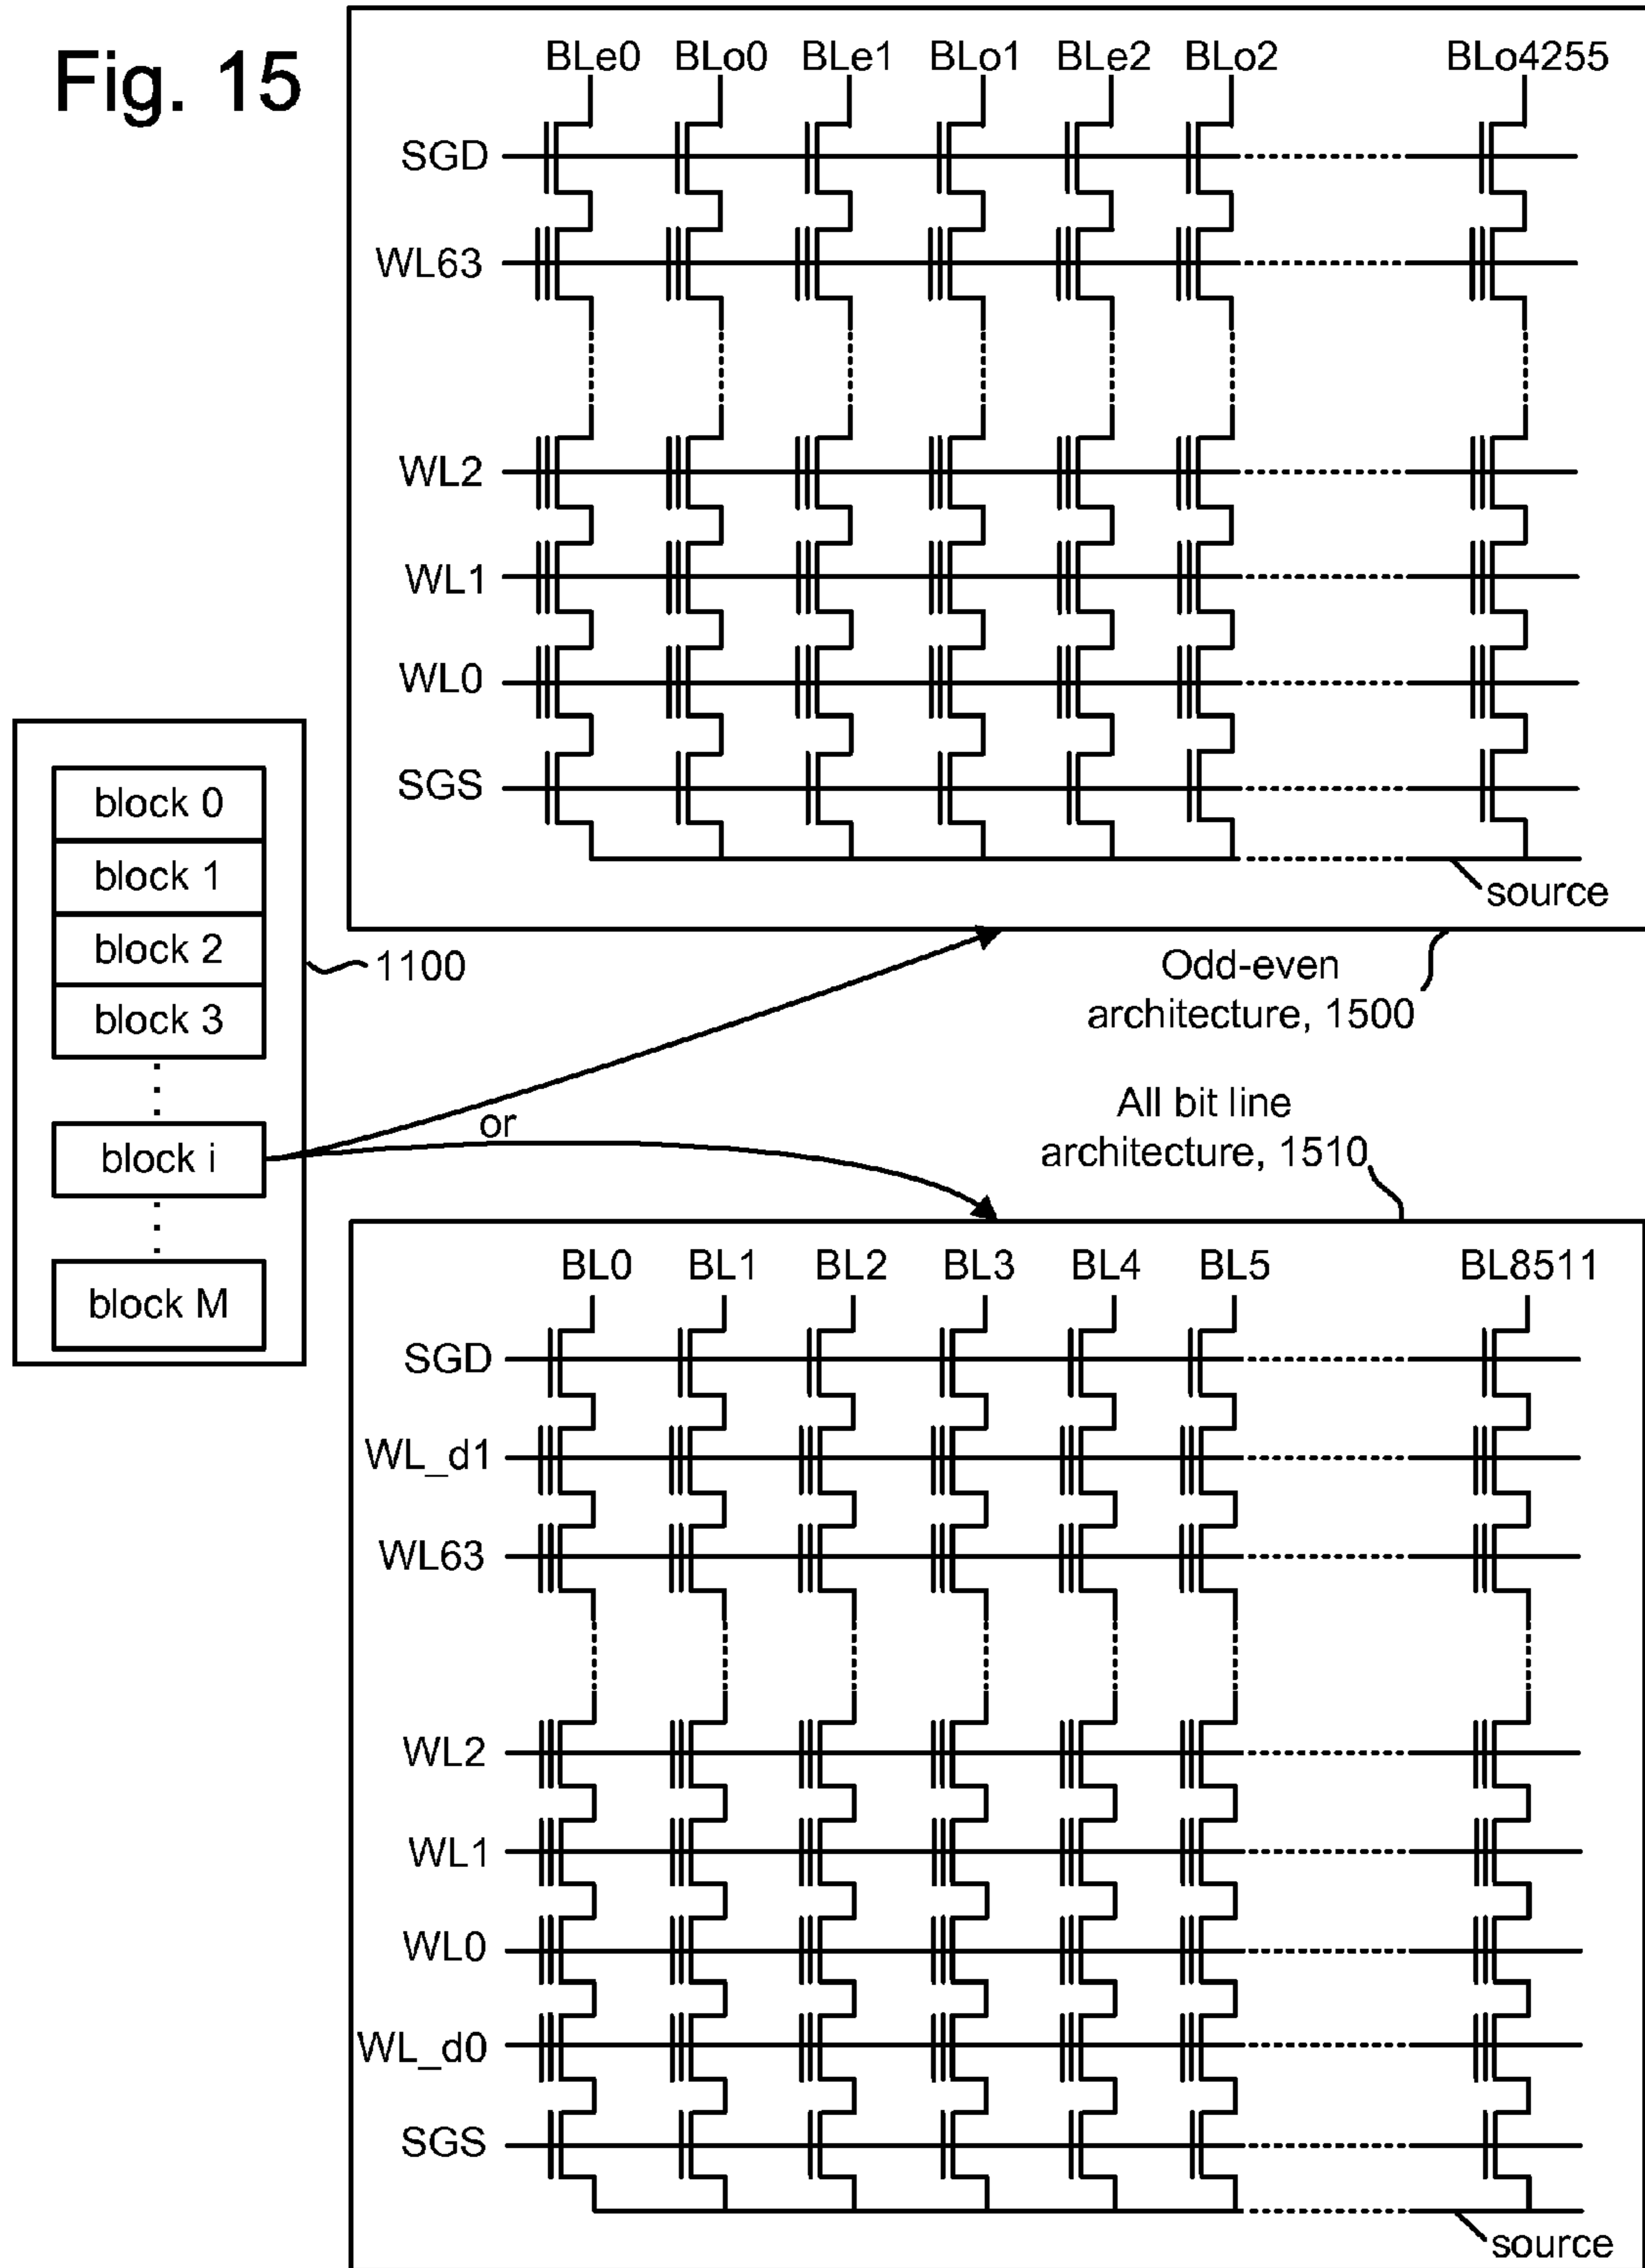 Fig. 15
BLe0 BLo0 BLe1 BLo1 BLe2 BLo2 BLo4255
SGD
WL63
WL2
WL1
WL0
SGS
source
block 0
block 1
block 2
block 3
block i
block M
1100
or
Odd-even
architecture, 1500
All bit line
architecture, 1510
BL0 BL1 BL2 BL3 BL4 BL5 BL8511
SGD
WL_d1
WL63
WL2
WL1
WL0
WL_d0
SGS
source